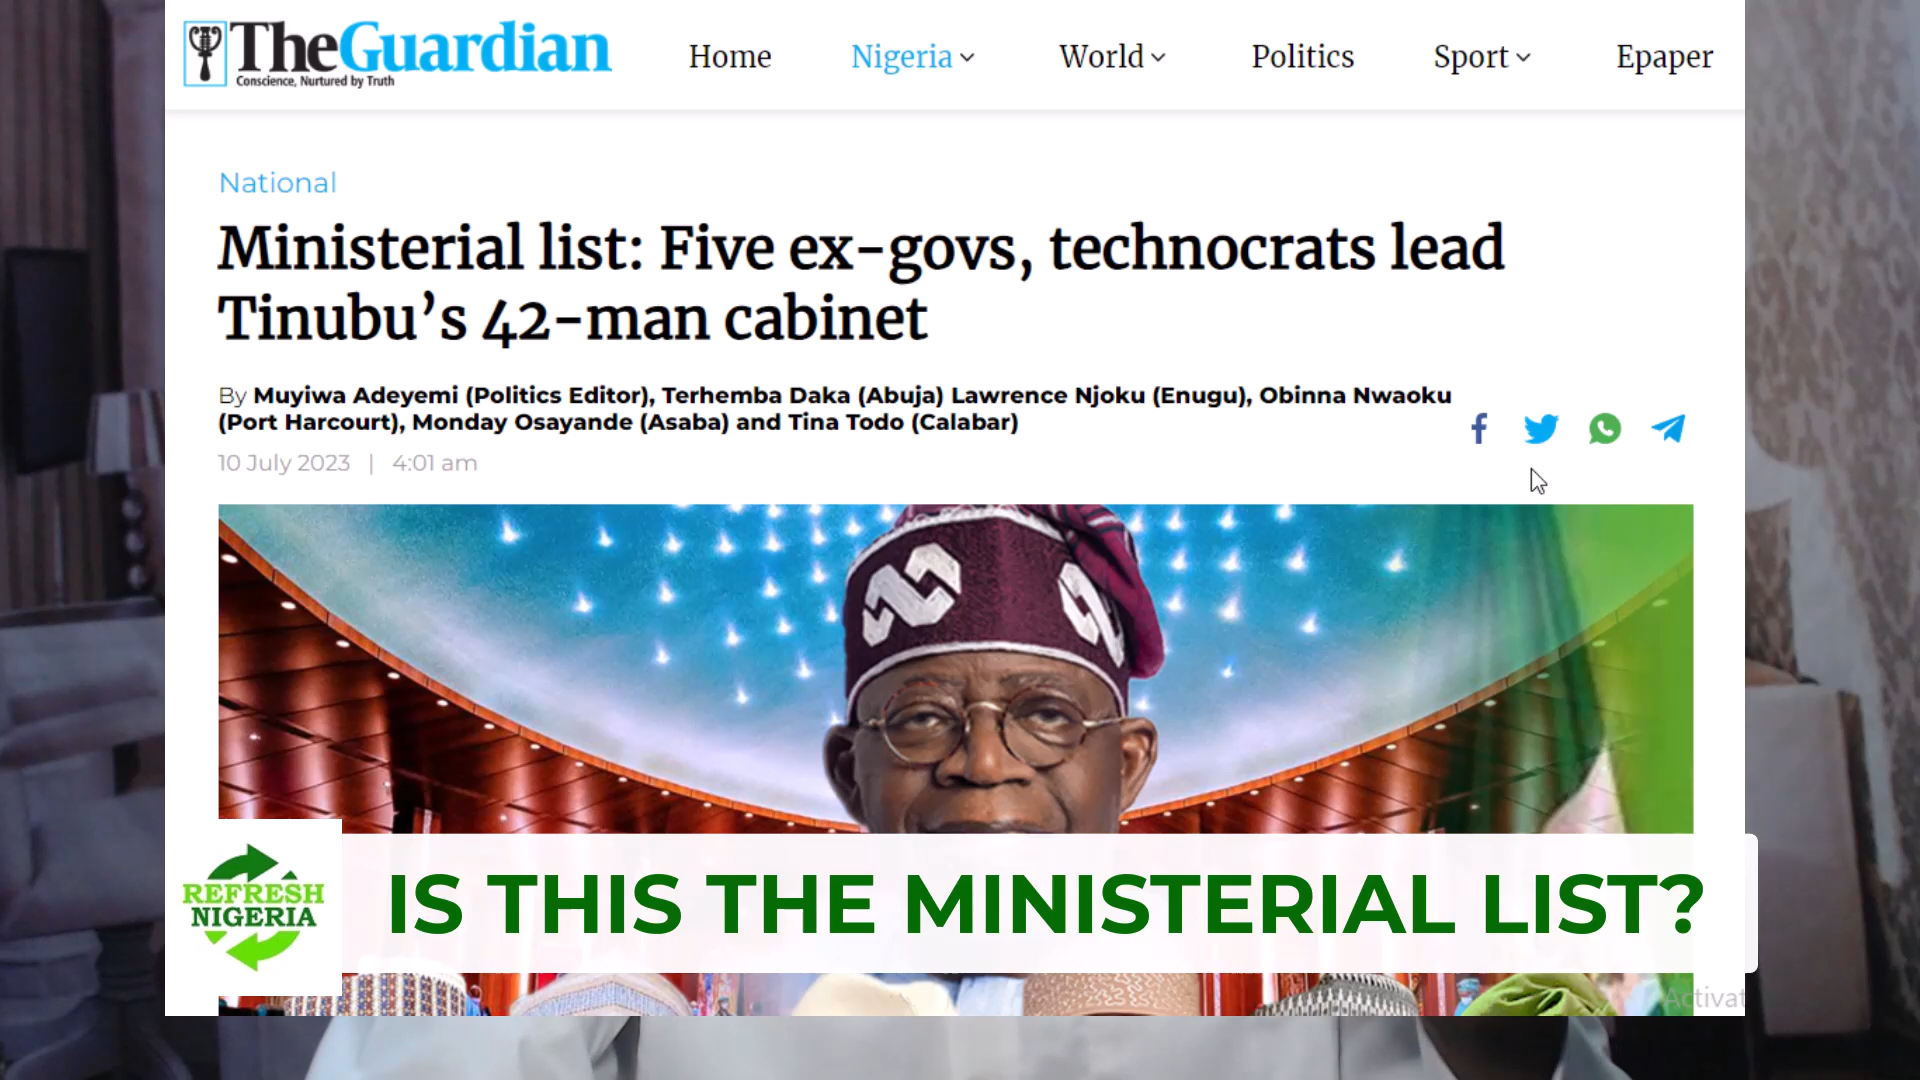 TheGuardian
Conscience, Nurtured by Truth
Home Nigeria World Politics Sport Epaper
National
Ministerial list: Five ex-govs, technocrats lead
Tinubu’s 42-man cabinet
By Muyiwa Adeyemi (Politics Editor), Terhemba Daka (Abuja) Lawrence Njoku (Enugu), Obinna Nwaoku
(Port Harcourt), Monday Osayande (Asaba) and Tina Todo (Calabar)
10 July 2023 | 4:01 am
REFRESH
NIGERIA
IS THIS THE MINISTERIAL LIST?
Activat